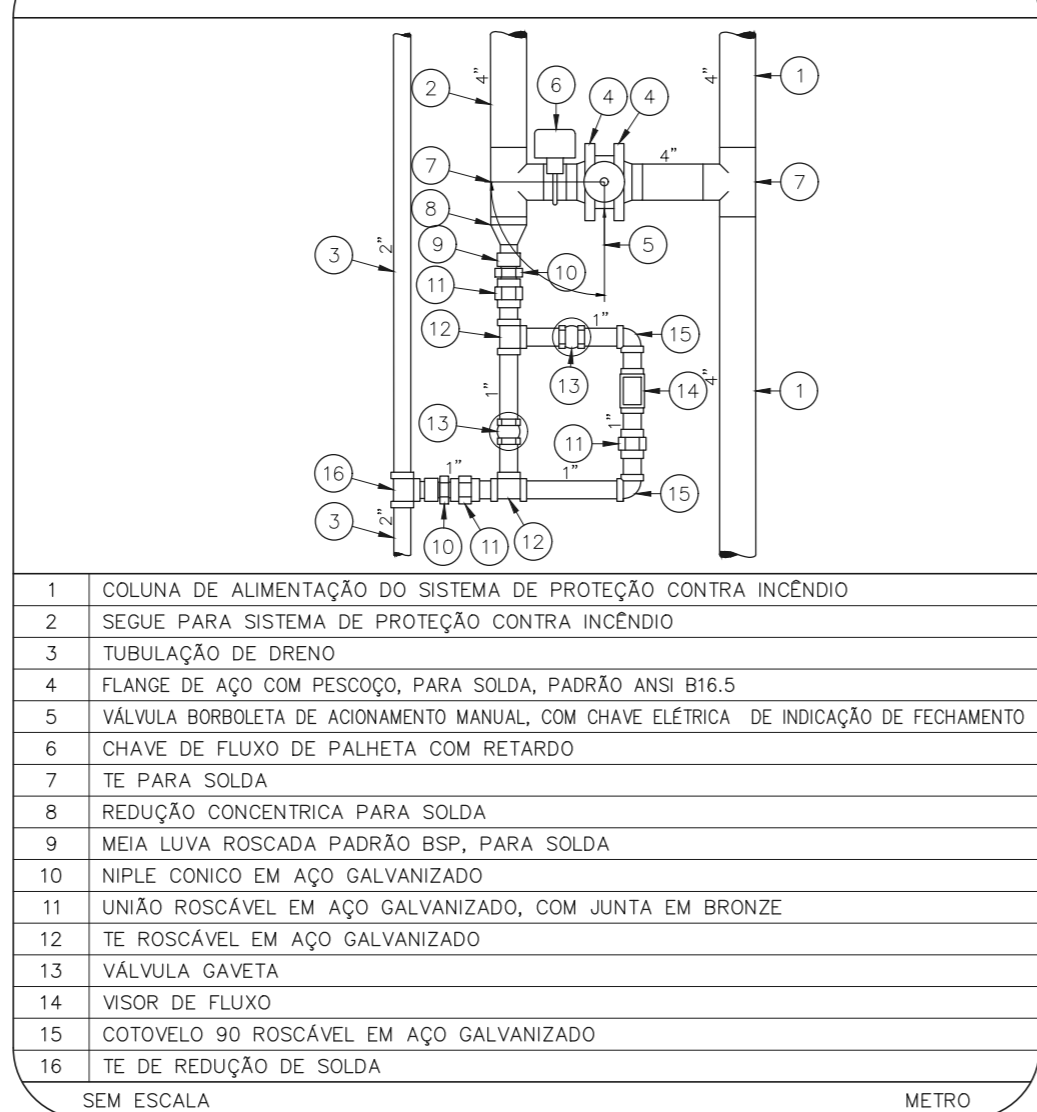 4" 4" 1
2 6 4 4
4"
7 7
8
2" 9 5
3 10
11
12 1" 15
13 14 4" 1
1" 13 11 1"
16 1" 1" 15
3 2" 10 11 12
1 COLUNA DE ALIMENTAÇÃO DO SISTEMA DE PROTEÇÃO CONTRA INCÊNDIO
2 SEGUE PARA SISTEMA DE PROTEÇÃO CONTRA INCÊNDIO
3 TUBULAÇÃO DE DRENO
4 FLANGE DE AÇO COM PESCOÇO, PARA SOLDA, PADRÃO ANSI B16.5
5 VÁLVULA BORBOLETA DE ACIONAMENTO MANUAL, COM CHAVE ELÉTRICA DE INDICAÇÃO DE FECHAMENTO
6 CHAVE DE FLUXO DE PALHETA COM RETARDO
7 TE PARA SOLDA
8 REDUÇÃO CONCENTRICA PARA SOLDA
9 MEIA LUVA ROSCADA PADRÃO BSP, PARA SOLDA
10 NIPLE CONICO EM AÇO GALVANIZADO
11 UNIÃO ROSCÁVEL EM AÇO GALVANIZADO, COM JUNTA EM BRONZE
12 TE ROSCÁVEL EM AÇO GALVANIZADO
13 VÁLVULA GAVETA
14 VISOR DE FLUXO
15 COTOVELO 90 ROSCÁVEL EM AÇO GALVANIZADO
16 TE DE REDUÇÃO DE SOLDA
SEM ESCALA METRO